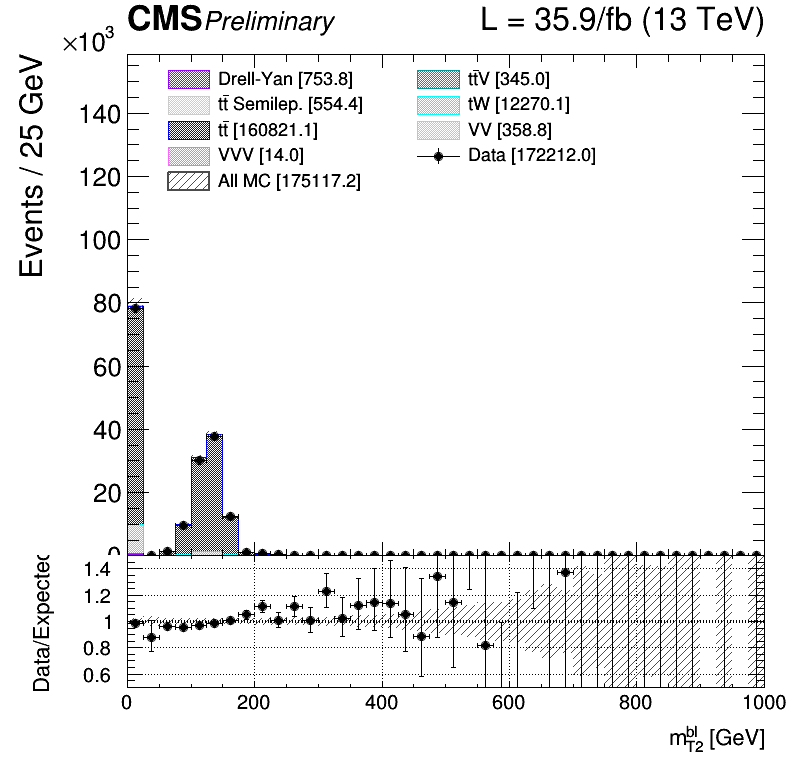 CMS Preliminary L = 35.9/fb (13 TeV)
×10³
Events / 25 GeV
Drell-Yan [753.8]
tt̄ Semilep. [554.4]
tt̄ [160821.1]
VVV [14.0]
All MC [175117.2]
tt̄V [345.0]
tW [12270.1]
VV [358.8]
Data [172212.0]
140
120
100
80
60
40
20
0
Data/Expected
1.4
1.2
1
0.8
0.6
0 200 400 600 800 1000
m_{T2}^{bl} [GeV]